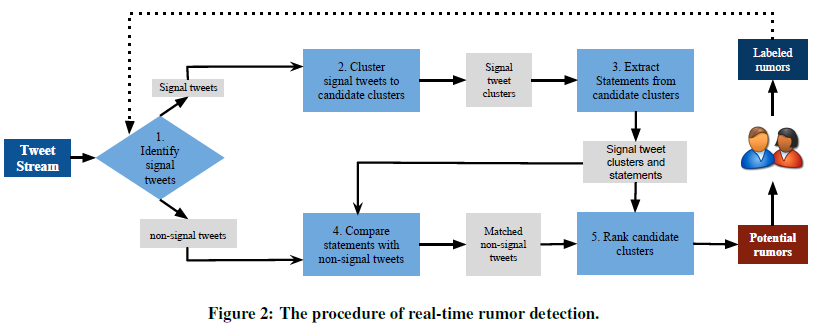 Labeled
rumors
2. Cluster
signal tweets to
candidate clusters
Signal
tweet
clusters
3. Extract
Statements from
candidate clusters
Signal tweets
1.
Identify
signal
tweets
Tweet
Stream
Signal tweet
clusters and
statements
non-signal tweets
4. Compare
statements with
non-signal tweets
Matched
non-signal
tweets
5. Rank candidate
clusters
Potential
rumors
Figure 2: The procedure of real-time rumor detection.